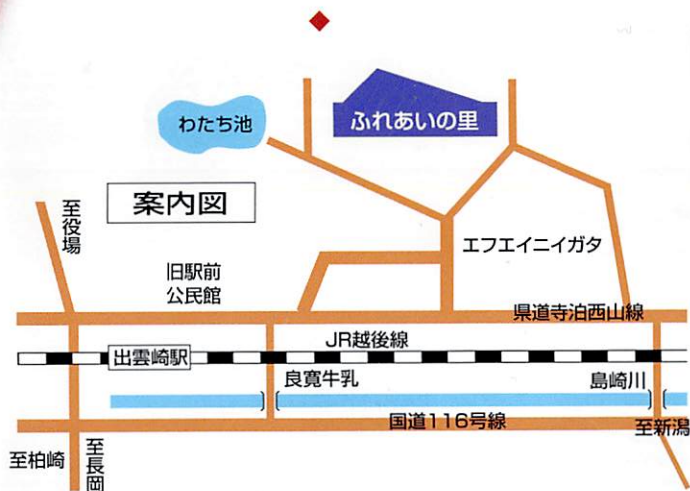 わたち池
ふれあいの里
案内図
至役場
エフエイニイガタ
旧駅前
公民館
県道寺泊西山線
JR越後線
出雲崎駅
良寛牛乳
島崎川
国道116号線
至新潟
至柏崎
至長岡